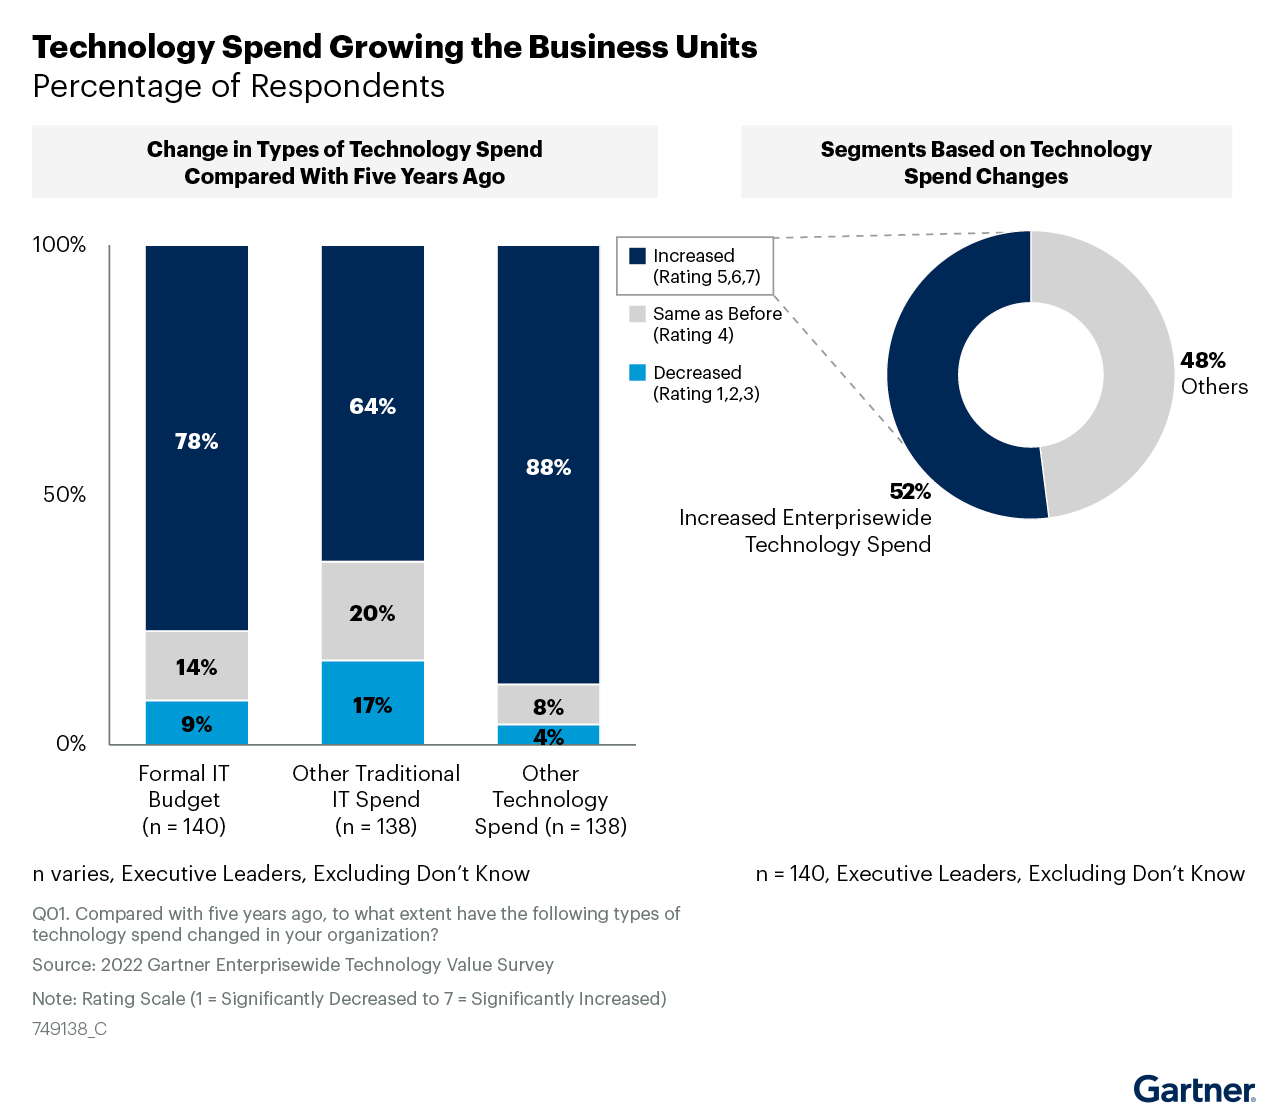 Technology Spend Growing the Business Units
Percentage of Respondents
Change in Types of Technology Spend
Compared With Five Years Ago
100%
50%
0%
78%
14%
9%
64%
20%
17%
88%
8%
4%
Formal IT
Budget
(n = 140)
Other Traditional
IT Spend
(n = 138)
Other
Technology
Spend (n = 138)
Increased
(Rating 5,6,7)
Same as Before
(Rating 4)
Decreased
(Rating 1,2,3)
Segments Based on Technology
Spend Changes
48%
Others
52%
Increased Enterprisewide
Technology Spend
n varies, Executive Leaders, Excluding Don’t Know
n = 140, Executive Leaders, Excluding Don’t Know
Q01. Compared with five years ago, to what extent have the following types of
technology spend changed in your organization?
Source: 2022 Gartner Enterprisewide Technology Value Survey
Note: Rating Scale (1 = Significantly Decreased to 7 = Significantly Increased)
749138_C
Gartner®